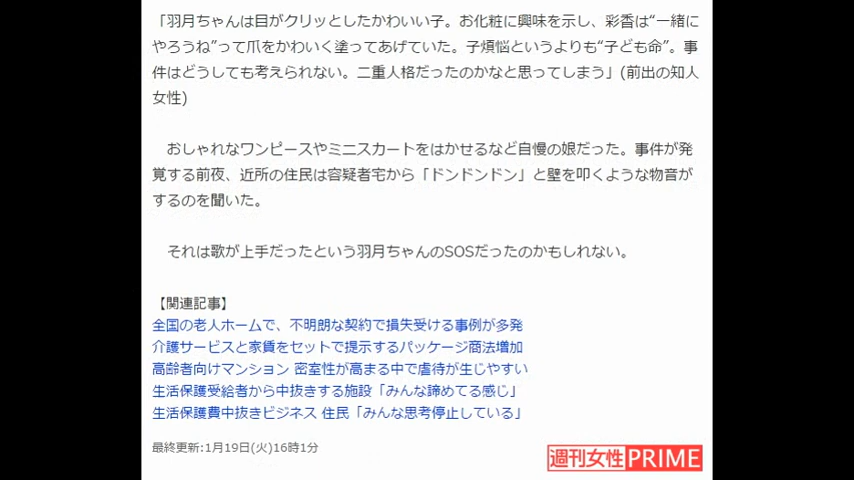 「羽月ちゃんは目がクリッとしたかわいい子。お化粧に興味を示し、彩香は“一緒に
やろうね”って爪をかわいく塗ってあげていた。子煩悩というよりも“子ども命”。事
件はどうしても考えられない。二重人格だったのかなと思ってしまう」(前出の知人
女性)
おしゃれなワンピースやミニスカートをはかせるなど自慢の娘だった。事件が発
覚する前夜、近所の住民は容疑者宅から「ドンドンドン」と壁を叩くような物音が
するのを聞いた。
それは歌が上手だったという羽月ちゃんのSOSだったのかもしれない。
【関連記事】
全国の老人ホームで、不明朗な契約で損失受ける事例が多発
介護サービスと家賃をセットで提示するパッケージ商法増加
高齢者向けマンション 密室性が高まる中で虐待が生じやすい
生活保護受給者から中抜きする施設「みんな諦めてる感じ」
生活保護費中抜きビジネス 住民「みんな思考停止している」
最終更新:1月19日(火)16時1分
週刊女性PRIME